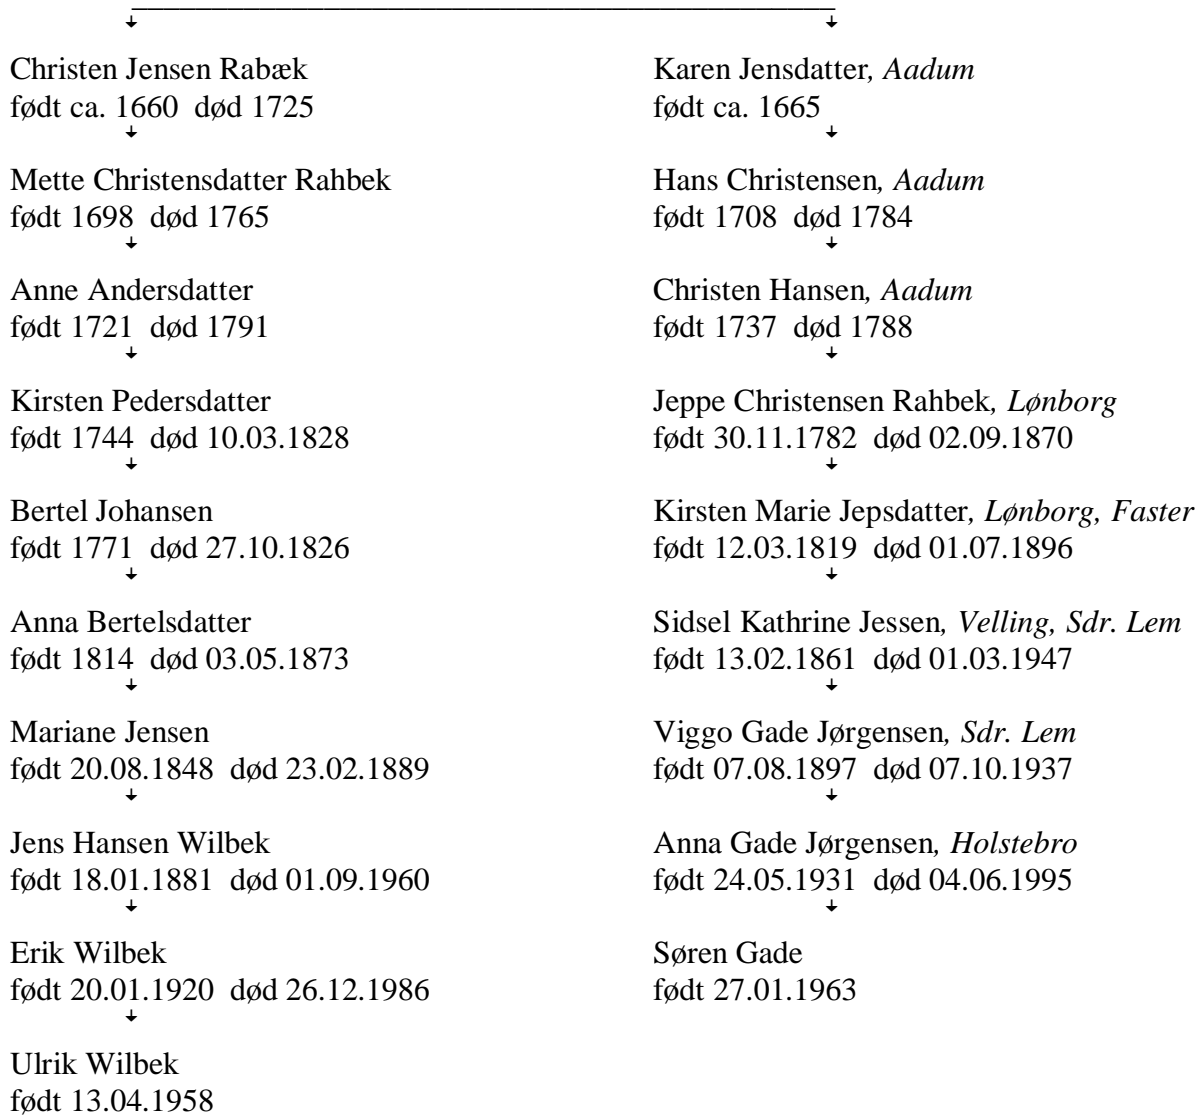 Christen Jensen Rabæk
født ca. 1660  død 1725
Mette Christensdatter Rahbek
født 1698  død 1765
Anne Andersdatter
født 1721  død 1791
Kirsten Pedersdatter
født 1744  død 10.03.1828
Bertel Johansen
født 1771  død 27.10.1826
Anna Bertelsdatter
født 1814  død 03.05.1873
Mariane Jensen
født 20.08.1848  død 23.02.1889
Jens Hansen Wilbek
født 18.01.1881  død 01.09.1960
Erik Wilbek
født 20.01.1920  død 26.12.1986
Ulrik Wilbek
født 13.04.1958
Karen Jensdatter, Aadum
født ca. 1665
Hans Christensen, Aadum
født 1708  død 1784
Christen Hansen, Aadum
født 1737  død 1788
Jeppe Christensen Rahbek, Lønborg
født 30.11.1782  død 02.09.1870
Kirsten Marie Jepsdatter, Lønborg, Faster
født 12.03.1819  død 01.07.1896
Sidsel Kathrine Jessen, Velling, Sdr. Lem
født 13.02.1861  død 01.03.1947
Viggo Gade Jørgensen, Sdr. Lem
født 07.08.1897  død 07.10.1937
Anna Gade Jørgensen, Holstebro
født 24.05.1931  død 04.06.1995
Søren Gade
født 27.01.1963